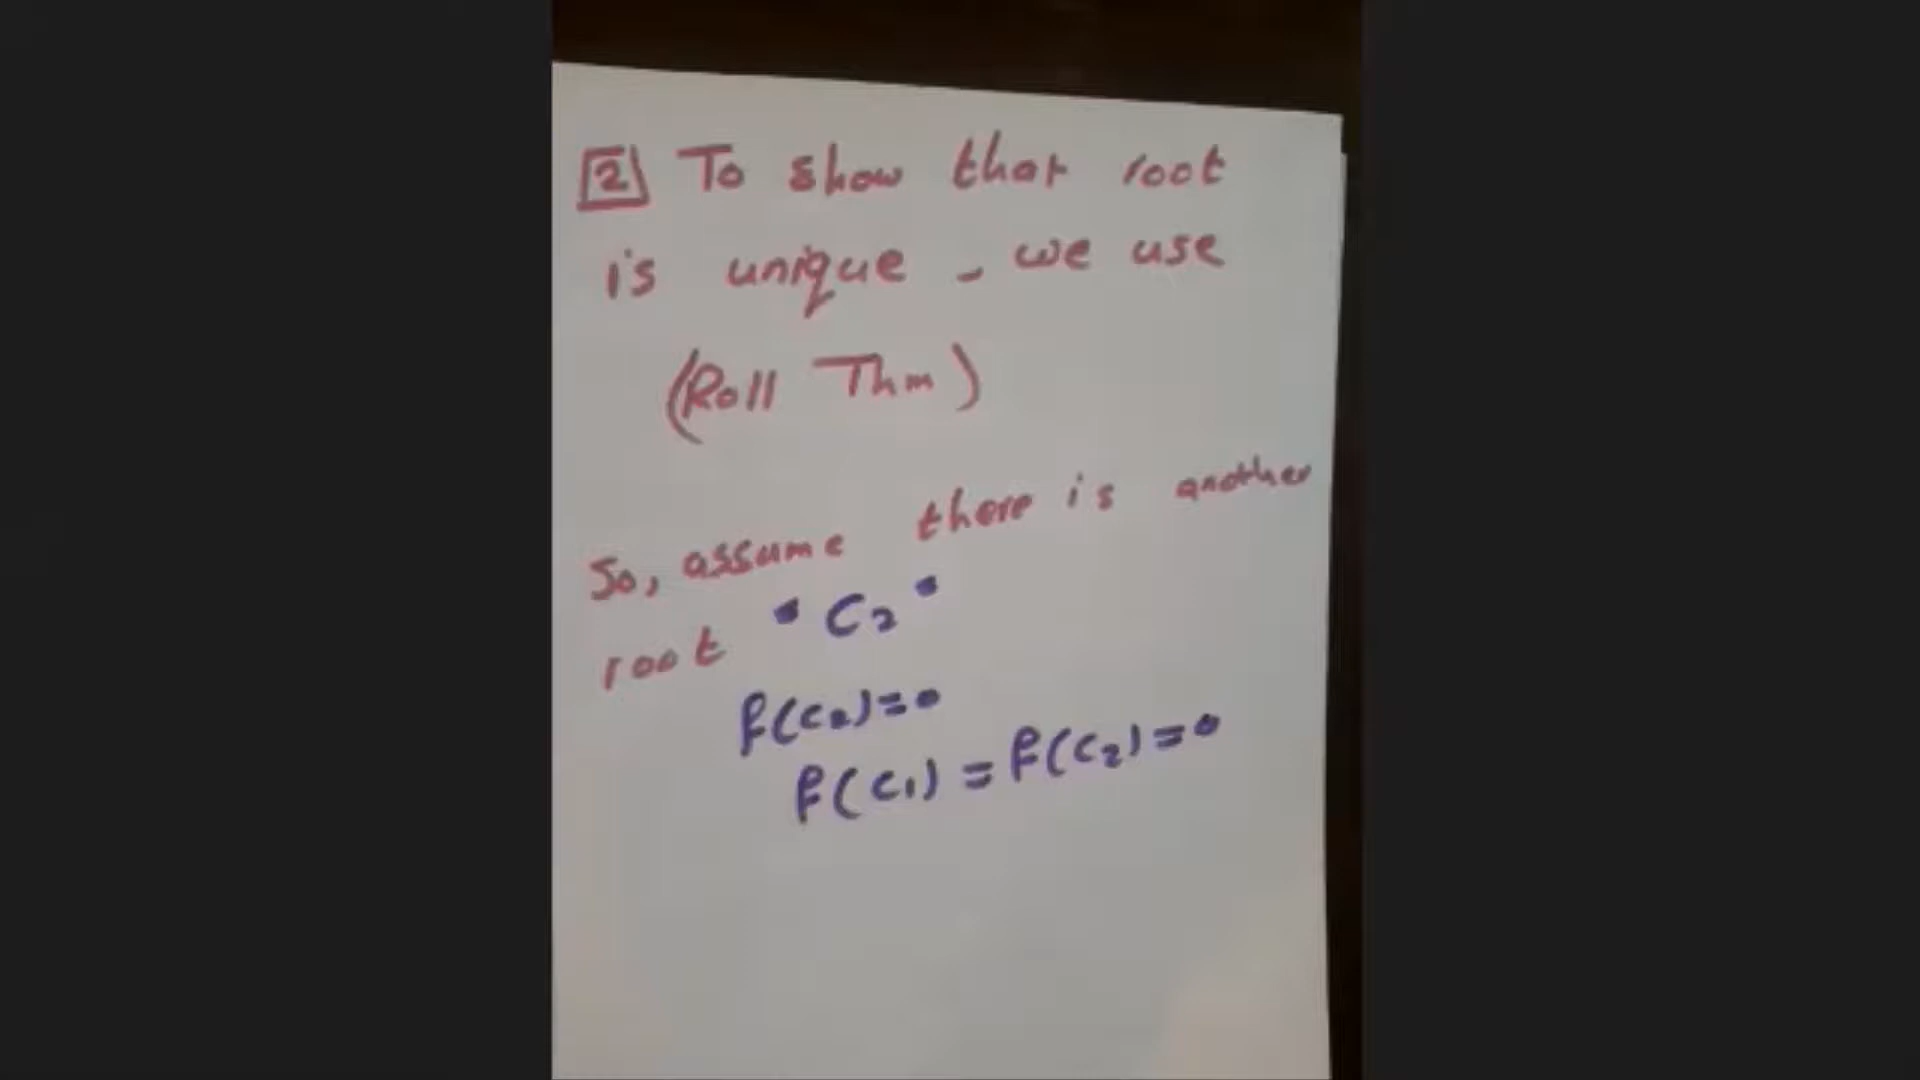 2 To show that root
is unique - we use
(Roll Thm)
So, assume there is another
root "C2"
f(c2)=0
f(c1) = f(c2)=0